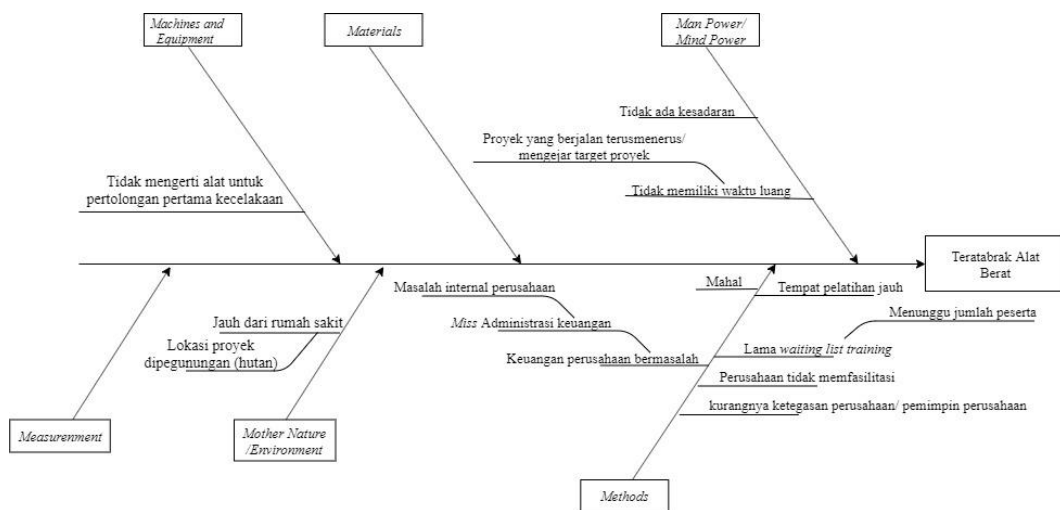 Machines and
Equipment
Materials
Man Power/
Mind Power
Tidak ada kesadaran
Proyek yang berjalan terusmenerus/
mengejar target proyek
Tidak memiliki waktu luang
Tidak mengerti alat untuk
pertolongan pertama kecelakaan
Teratabrak Alat
Berat
Mahal
Tempat pelatihan jauh
Masalah internal perusahaan
Menunggu jumlah peserta
Miss Administrasi keuangan
Jauh dari rumah sakit
Lokasi proyek
dipegunungan (hutan)
Lama waiting list training
Keuangan perusahaan bermasalah
Perusahaan tidak memfasilitasi
kurangnya ketegasan perusahaan/ pemimpin perusahaan
Measurenment
Mother Nature
/Environment
Methods